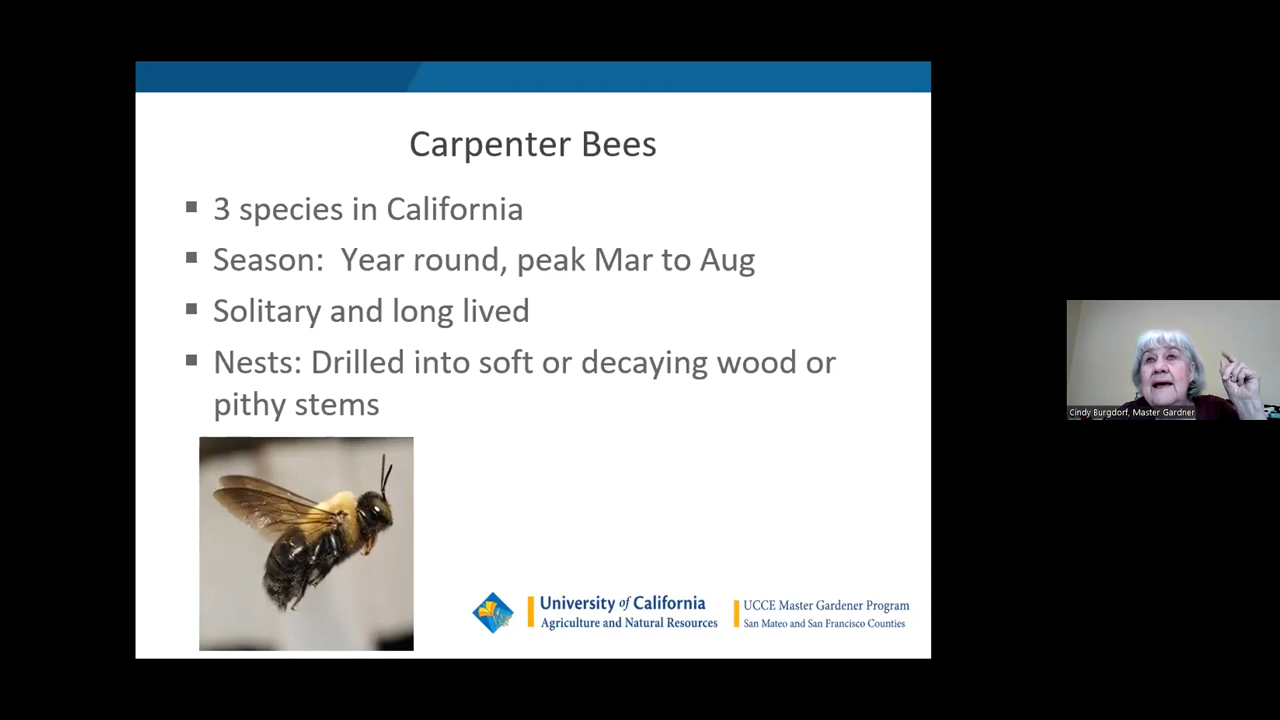 Carpenter Bees
▪ 3 species in California
▪ Season:  Year round, peak Mar to Aug
▪ Solitary and long lived
▪ Nests: Drilled into soft or decaying wood or
pithy stems
University of California
Agriculture and Natural Resources
UCCE Master Gardener Program
San Mateo and San Francisco Counties
Cindy Burgdorf, Master Gardner